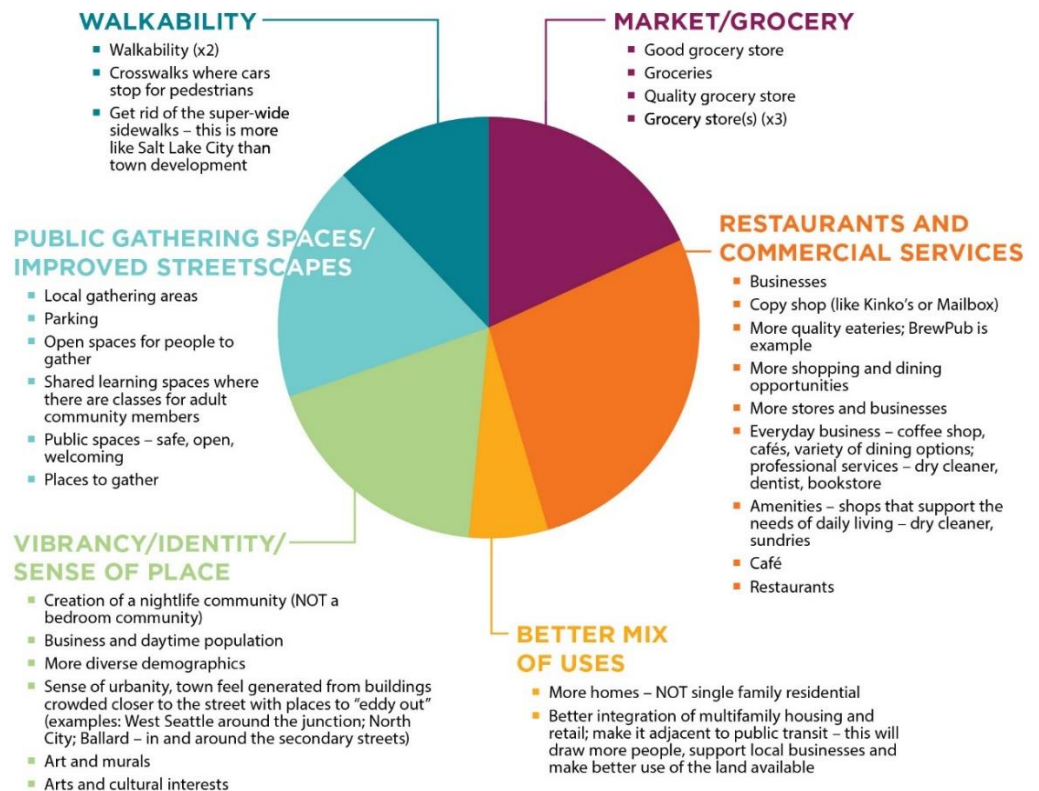 WALKABILITY
Walkability (x2)
Crosswalks where cars
stop for pedestrians
Get rid of the super-wide
sidewalks – this is more
like Salt Lake City than
town development
MARKET/GROCERY
Good grocery store
Groceries
Quality grocery store
Grocery store(s) (x3)
PUBLIC GATHERING SPACES/
IMPROVED STREETSCAPES
Local gathering areas
Parking
Open spaces for people to
gather
Shared learning spaces where
there are classes for adult
community members
Public spaces – safe, open,
welcoming
Places to gather
RESTAURANTS AND
COMMERCIAL SERVICES
Businesses
Copy shop (like Kinko's or Mailbox)
More quality eateries; BrewPub is
example
More shopping and dining
opportunities
More stores and businesses
Everyday business – coffee shop,
cafés, variety of dining options;
professional services – dry cleaner,
dentist, bookstore
Amenities – shops that support the
needs of daily living – dry cleaner,
sundries
Café
Restaurants
VIBRANCY/IDENTITY/
SENSE OF PLACE
Creation of a nightlife community (NOT a
bedroom community)
Business and daytime population
More diverse demographics
Sense of urbanity, town feel generated from buildings
crowded closer to the street with places to "eddy out"
(examples: West Seattle around the junction; North
City; Ballard – in and around the secondary streets)
Art and murals
Arts and cultural interests
BETTER MIX
OF USES
More homes – NOT single family residential
Better integration of multifamily housing and
retail; make it adjacent to public transit – this will
draw more people, support local businesses and
make better use of the land available